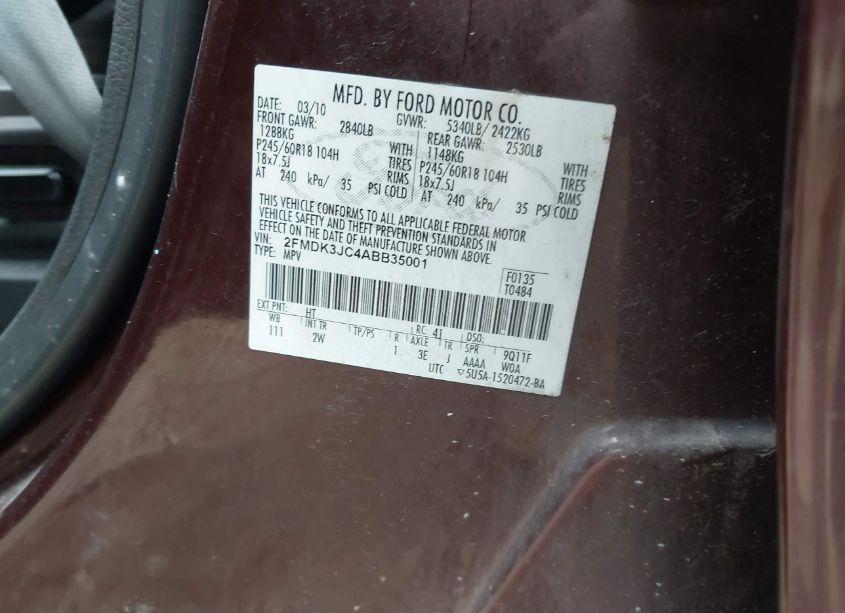 MFD. BY FORD MOTOR CO.
DATE: 03/10 GVWR: 5340LB/ 2422KG
FRONT GAWR: 2840LB REAR GAWR: 2530LB
1288KG WITH 1148KG WITH
P245/60R18 104H TIRES P245/60R18 104H TIRES
18x7.5J RIMS 18x7.5J RIMS
AT 240 kPa/ 35 PSI COLD AT 240 kPa/ 35 PSI COLD
THIS VEHICLE CONFORMS TO ALL APPLICABLE FEDERAL MOTOR
VEHICLE SAFETY AND THEFT PREVENTION STANDARDS IN
EFFECT ON THE DATE OF MANUFACTURE SHOWN ABOVE.
VIN: 2FMDK3JC4ABB35001
TYPE: MPV
F0135
T0484
EXT PNT: HT RC: 41 DSO:
WB INT TR TP/PS R AXLE TR SPR 9Q11F
111 2W 1 3E J AAAA W0A
UTC ▽5U5A-1520472-BA